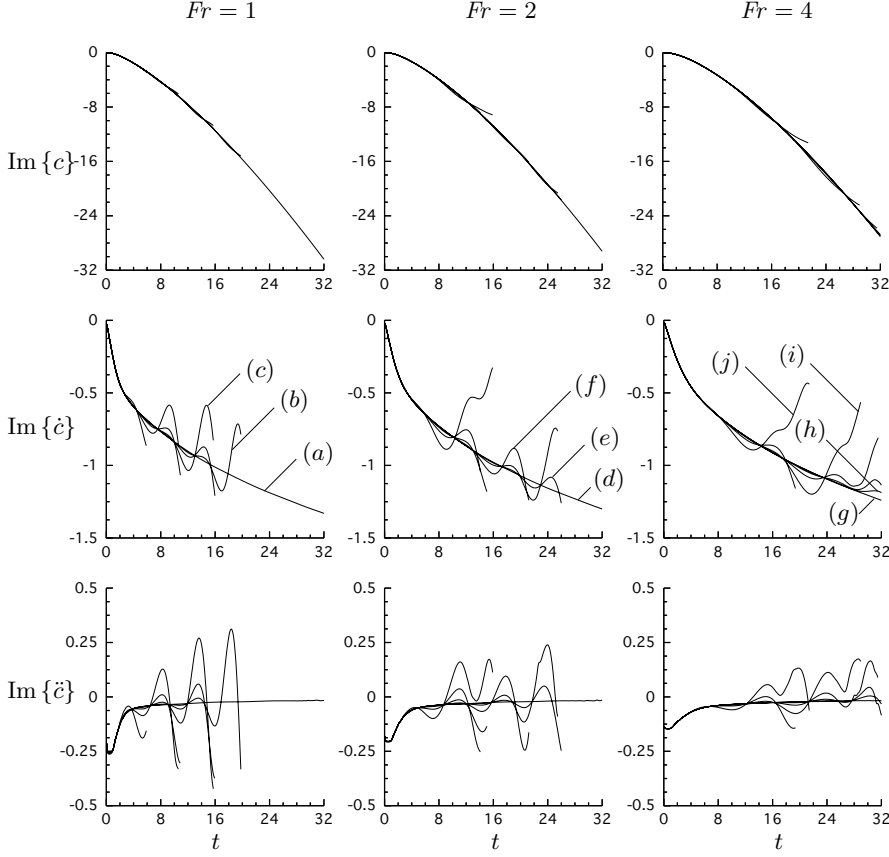 Fr = 1 Fr = 2 Fr = 4
0 0 0
-8 -8 -8
Im {c} -16 -16 -16
-24 -24 -24
-32 -32 -32
0 8 16 24 32 0 8 16 24 32 0 8 16 24 32
0 0 0
(c) (j) (i)
-0.5 -0.5 -0.5
(b) (f)
Im {ċ} (h)
(a) (e)
-1 -1 -1
(d)
(g)
-1.5 -1.5 -1.5
0 8 16 24 32 0 8 16 24 32 0 8 16 24 32
0.5 0.5 0.5
0.25 0.25 0.25
Im {c̈} 0 0 0
-0.25 -0.25 -0.25
-0.5 -0.5 -0.5
0 8 16 24 32 0 8 16 24 32 0 8 16 24 32
t t t